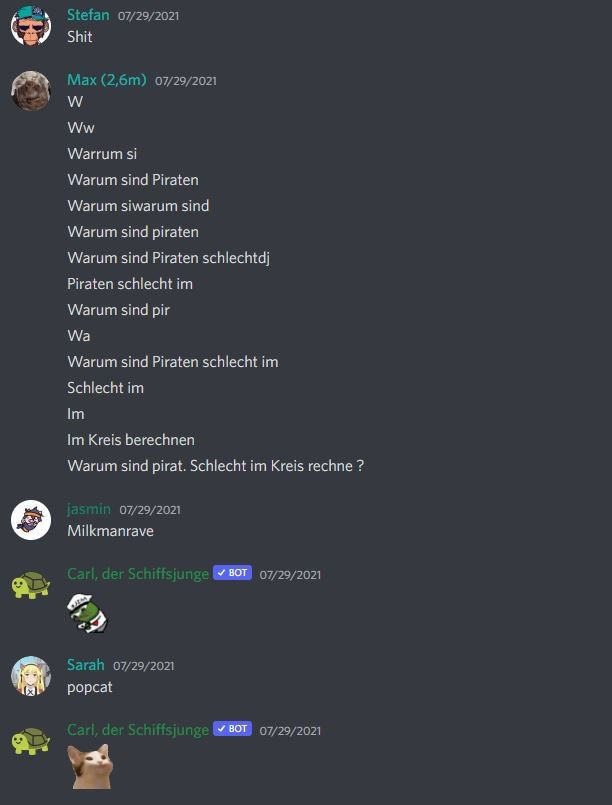 Stefan 07/29/2021
Shit
Max (2,6m) 07/29/2021
W
Ww
Warrum si
Warum sind Piraten
Warum siwarum sind
Warum sind piraten
Warum sind Piraten schlechtdj
Piraten schlecht im
Warum sind pir
Wa
Warum sind Piraten schlecht im
Schlecht im
Im
Im Kreis berechnen
Warum sind pirat. Schlecht im Kreis rechne ?
jasmin 07/29/2021
Milkmanrave
Carl, der Schiffsjunge ✓ BOT 07/29/2021
Sarah 07/29/2021
popcat
Carl, der Schiffsjunge ✓ BOT 07/29/2021